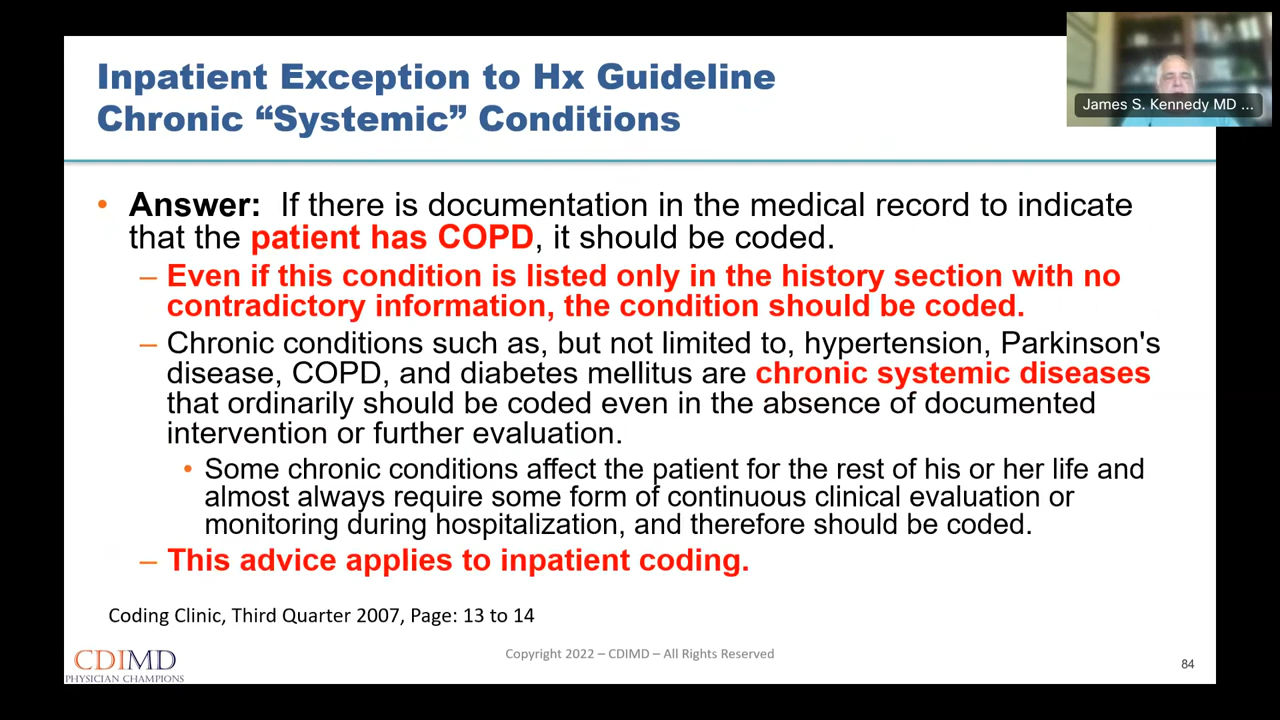 Inpatient Exception to Hx Guideline
Chronic “Systemic” Conditions
James S. Kennedy MD ...
• Answer: If there is documentation in the medical record to indicate
that the patient has COPD, it should be coded.
– Even if this condition is listed only in the history section with no
contradictory information, the condition should be coded.
– Chronic conditions such as, but not limited to, hypertension, Parkinson's
disease, COPD, and diabetes mellitus are chronic systemic diseases
that ordinarily should be coded even in the absence of documented
intervention or further evaluation.
• Some chronic conditions affect the patient for the rest of his or her life and
almost always require some form of continuous clinical evaluation or
monitoring during hospitalization, and therefore should be coded.
– This advice applies to inpatient coding.
Coding Clinic, Third Quarter 2007, Page: 13 to 14
CDIMD
PHYSICIAN CHAMPIONS
Copyright 2022 – CDIMD – All Rights Reserved
84